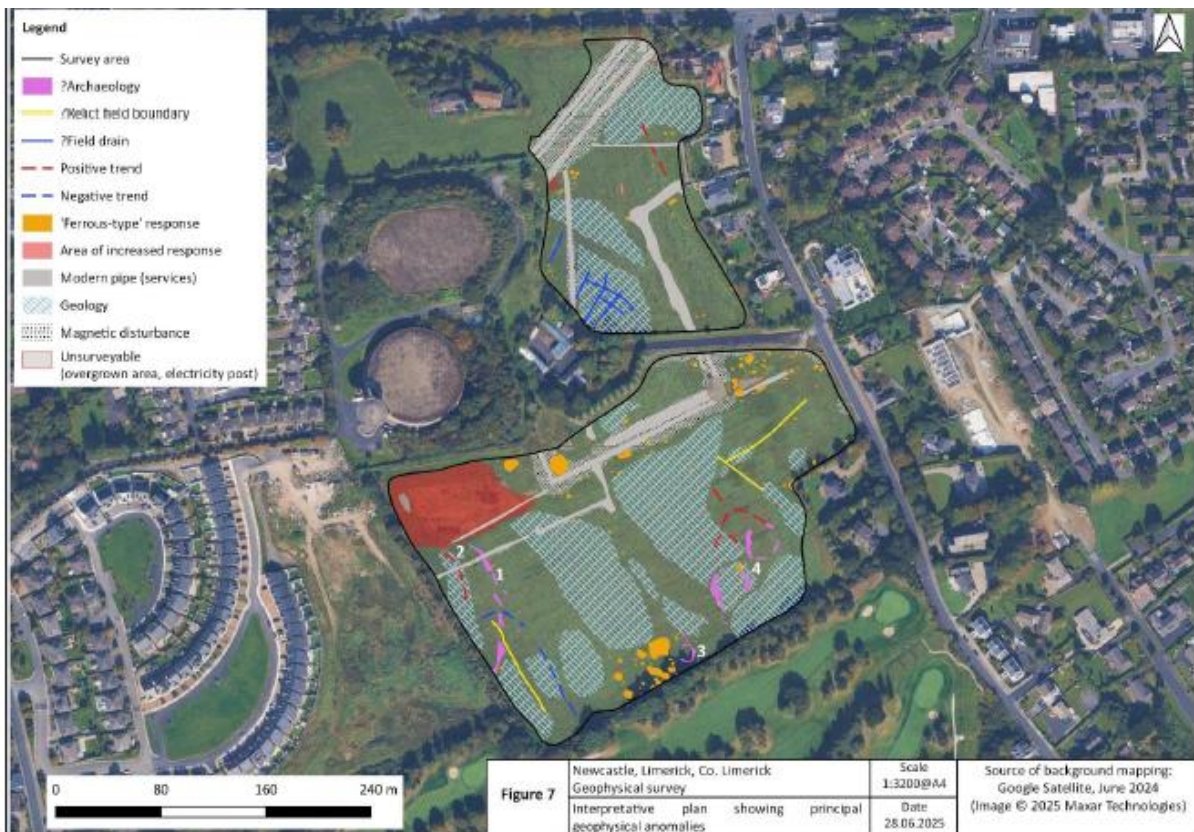 Legend
Survey area
?Archaeology
?Relict field boundary
?Field drain
Positive trend
Negative trend
'Ferrous-type' response
Area of increased response
Modern pipe (services)
Geology
Magnetic disturbance
Unsurveyable
(overgrown area, electricity post)
2
1
4
3
0 80 160 240 m
Figure 7
Newcastle, Limerick, Co. Limerick
Geophysical survey
Interpretative plan showing principal
geophysical anomalies
Scale
1:3200@A4
Date
28.06.2025
Source of background mapping:
Google Satellite, June 2024
(Image © 2025 Maxar Technologies)